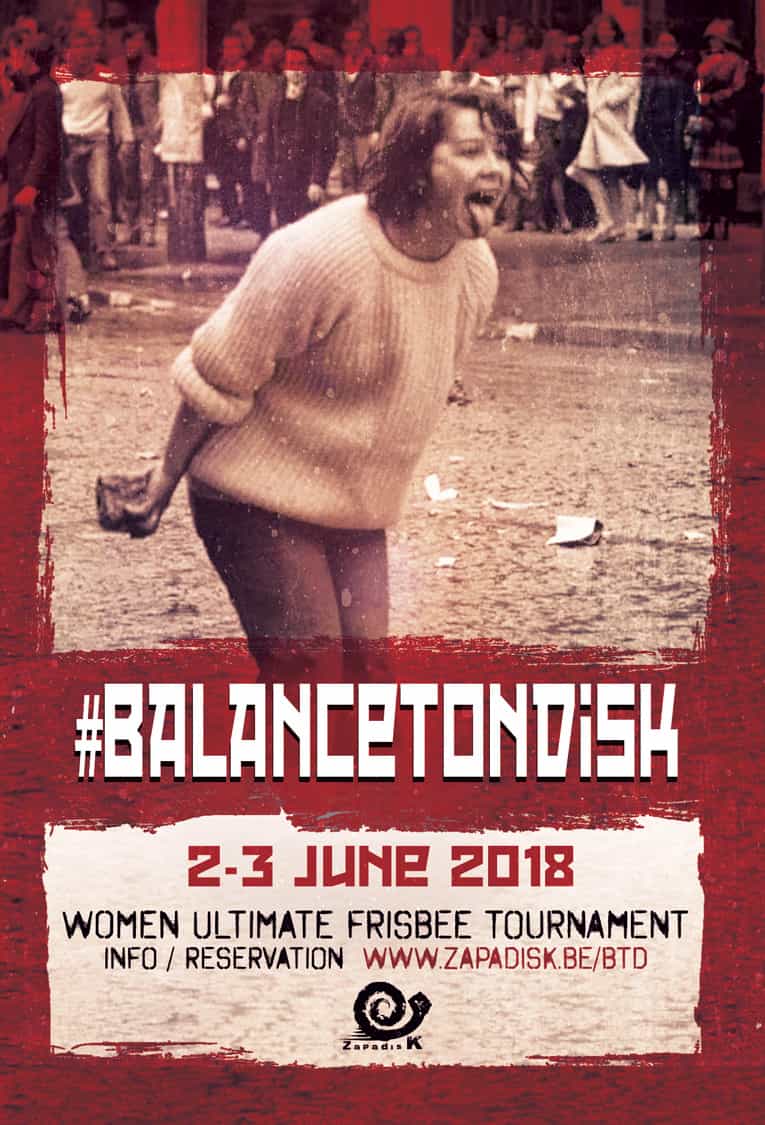 #BALANCETONDiSK
2-3 JUNE 2018
WOMEN ULTIMATE FRISBEE TOURNAMENT
INFO / RESERVATION WWW.ZAPADISK.BE/BTD
ZapadisK